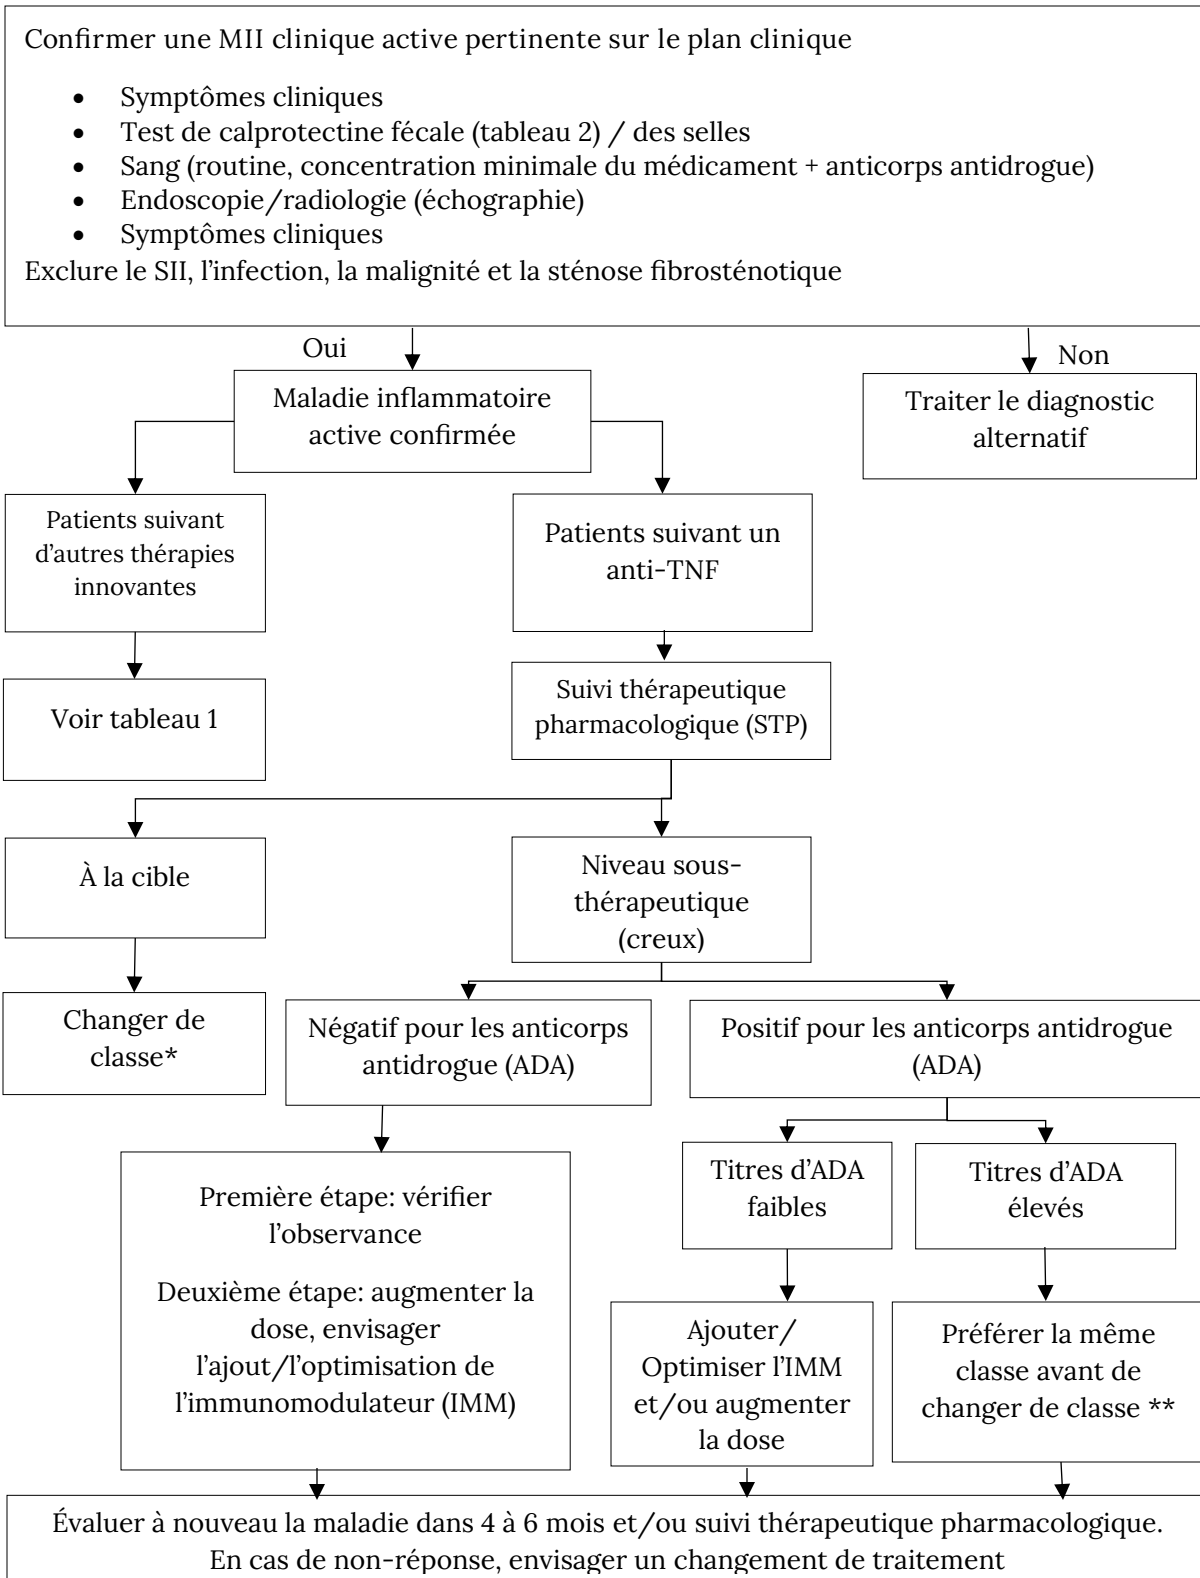 Confirmer une MII clinique active pertinente sur le plan clinique
• Symptômes cliniques
• Test de calprotectine fécale (tableau 2) / des selles
• Sang (routine, concentration minimale du médicament + anticorps antidrogue)
• Endoscopie/radiologie (échographie)
• Symptômes cliniques
Exclure le SII, l'infection, la malignité et la sténose fibrosténotique
Oui
Non
Maladie inflammatoire
active confirmée
Traiter le diagnostic
alternatif
Patients suivant
d'autres thérapies
innovantes
Patients suivant un
anti-TNF
Voir tableau 1
Suivi thérapeutique
pharmacologique (STP)
À la cible
Niveau sous-
thérapeutique
(creux)
Changer de
classe*
Négatif pour les anticorps
antidrogue (ADA)
Positif pour les anticorps antidrogue
(ADA)
Première étape: vérifier
l'observance
Deuxième étape: augmenter la
dose, envisager
l'ajout/l'optimisation de
l'immunomodulateur (IMM)
Titres d'ADA
faibles
Titres d'ADA
élevés
Ajouter/
Optimiser l'IMM
et/ou augmenter
la dose
Préférer la même
classe avant de
changer de classe **
Évaluer à nouveau la maladie dans 4 à 6 mois et/ou suivi thérapeutique pharmacologique.
En cas de non-réponse, envisager un changement de traitement